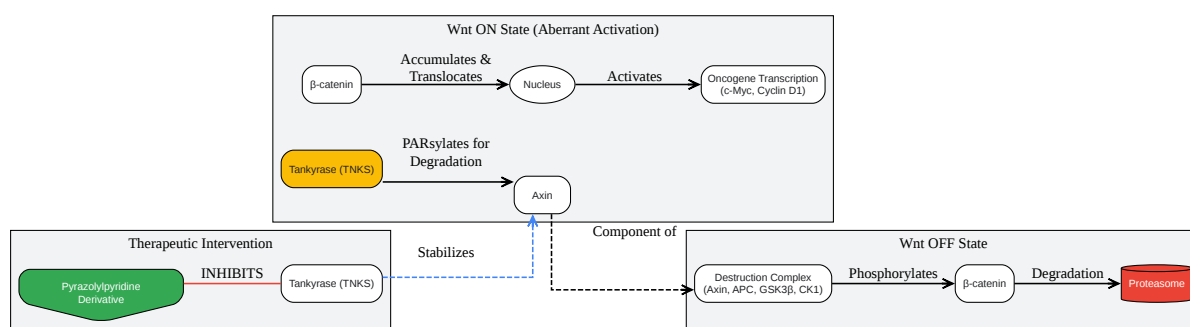 Wnt ON State (Aberrant Activation)
β-catenin
Accumulates &
Translocates
Nucleus
Activates
Oncogene Transcription
(c-Myc, Cyclin D1)
Tankyrase (TNKS)
PARsylates for
Degradation
Axin
Therapeutic Intervention
Pyrazolylpyridine
Derivative
INHIBITS
Tankyrase (TNKS)
Stabilizes
Component of
Wnt OFF State
Destruction Complex
(Axin, APC, GSK3β, CK1)
Phosphorylates
β-catenin
Degradation
Proteasome